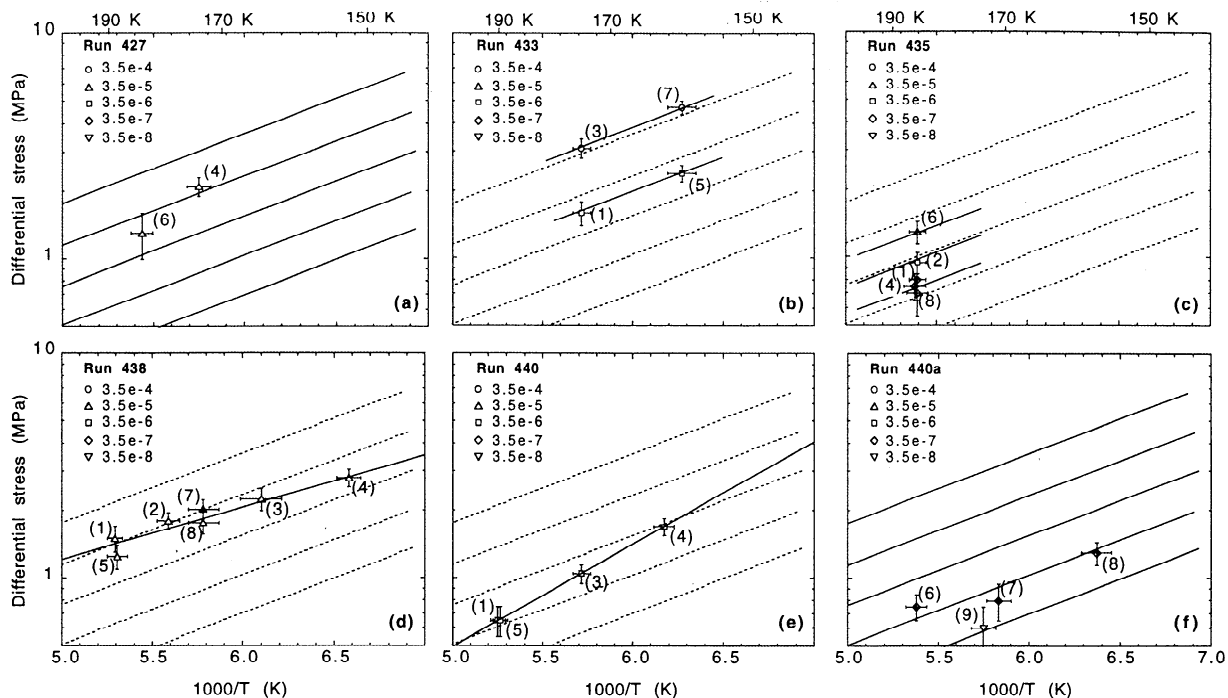 190 K 170 K 150 K
190 K 170 K 150 K
190 K 170 K 150 K
10
Differential stress (MPa)
1
Run 427
3.5e-4
3.5e-5
3.5e-6
3.5e-7
3.5e-8
(4)
(6)
(a)
Run 433
3.5e-4
3.5e-5
3.5e-6
3.5e-7
3.5e-8
(7)
(3)
(5)
(1)
(b)
Run 435
3.5e-4
3.5e-5
3.5e-6
3.5e-7
3.5e-8
(6)
(2)
(1)
(4)
(8)
(c)
10
Differential stress (MPa)
1
Run 438
3.5e-4
3.5e-5
3.5e-6
3.5e-7
3.5e-8
(1)
(2)
(7)
(3)
(4)
(8)
(5)
(d)
Run 440
3.5e-4
3.5e-5
3.5e-6
3.5e-7
3.5e-8
(4)
(3)
(1)
(5)
(e)
Run 440a
3.5e-4
3.5e-5
3.5e-6
3.5e-7
3.5e-8
(8)
(6)
(7)
(9)
(f)
5.0 5.5 6.0 6.5
5.0 5.5 6.0 6.5
5.0 5.5 6.0 6.5 7.0
1000/T (K)
1000/T (K)
1000/T (K)